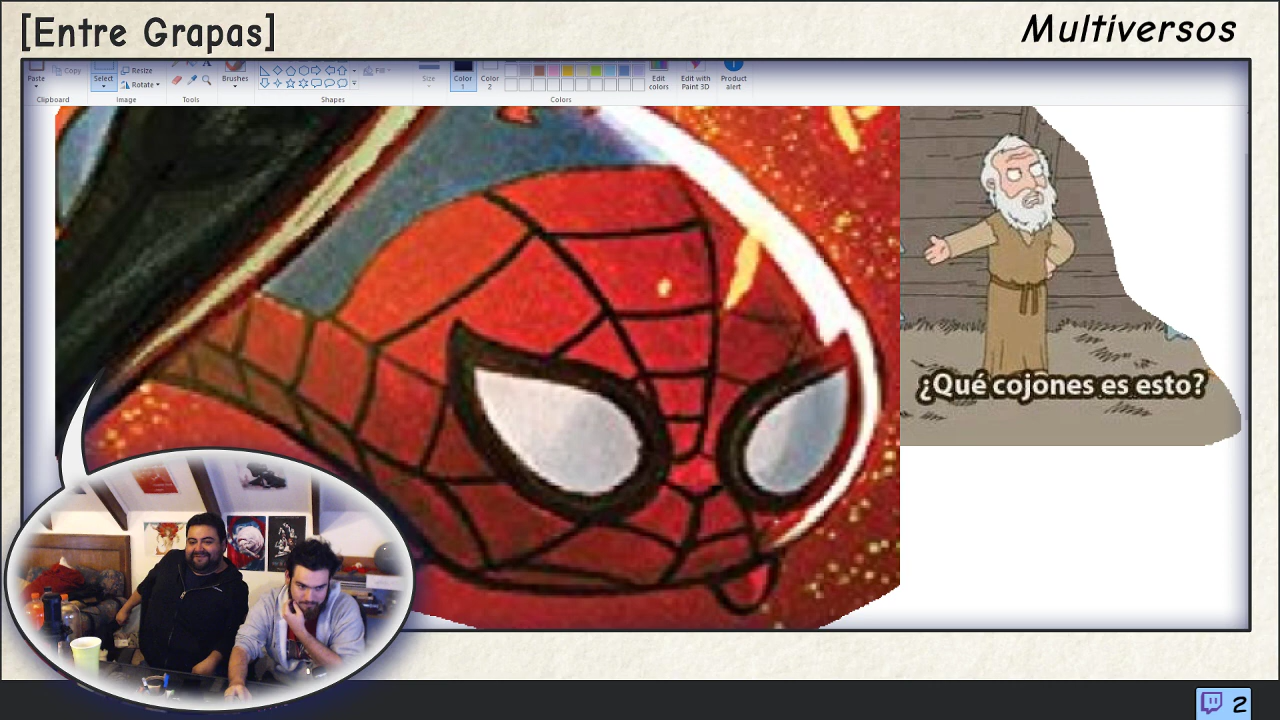 [Entre Grapas]
Multiversos
Paste
Copy
Select
Resize
Rotate
Brushes
Fill
Size
Color
1
Color
2
Edit
colors
Edit with
Paint 3D
Product
alert
Clipboard
Image
Tools
Shapes
Colors
¿Qué cojones es esto?
2